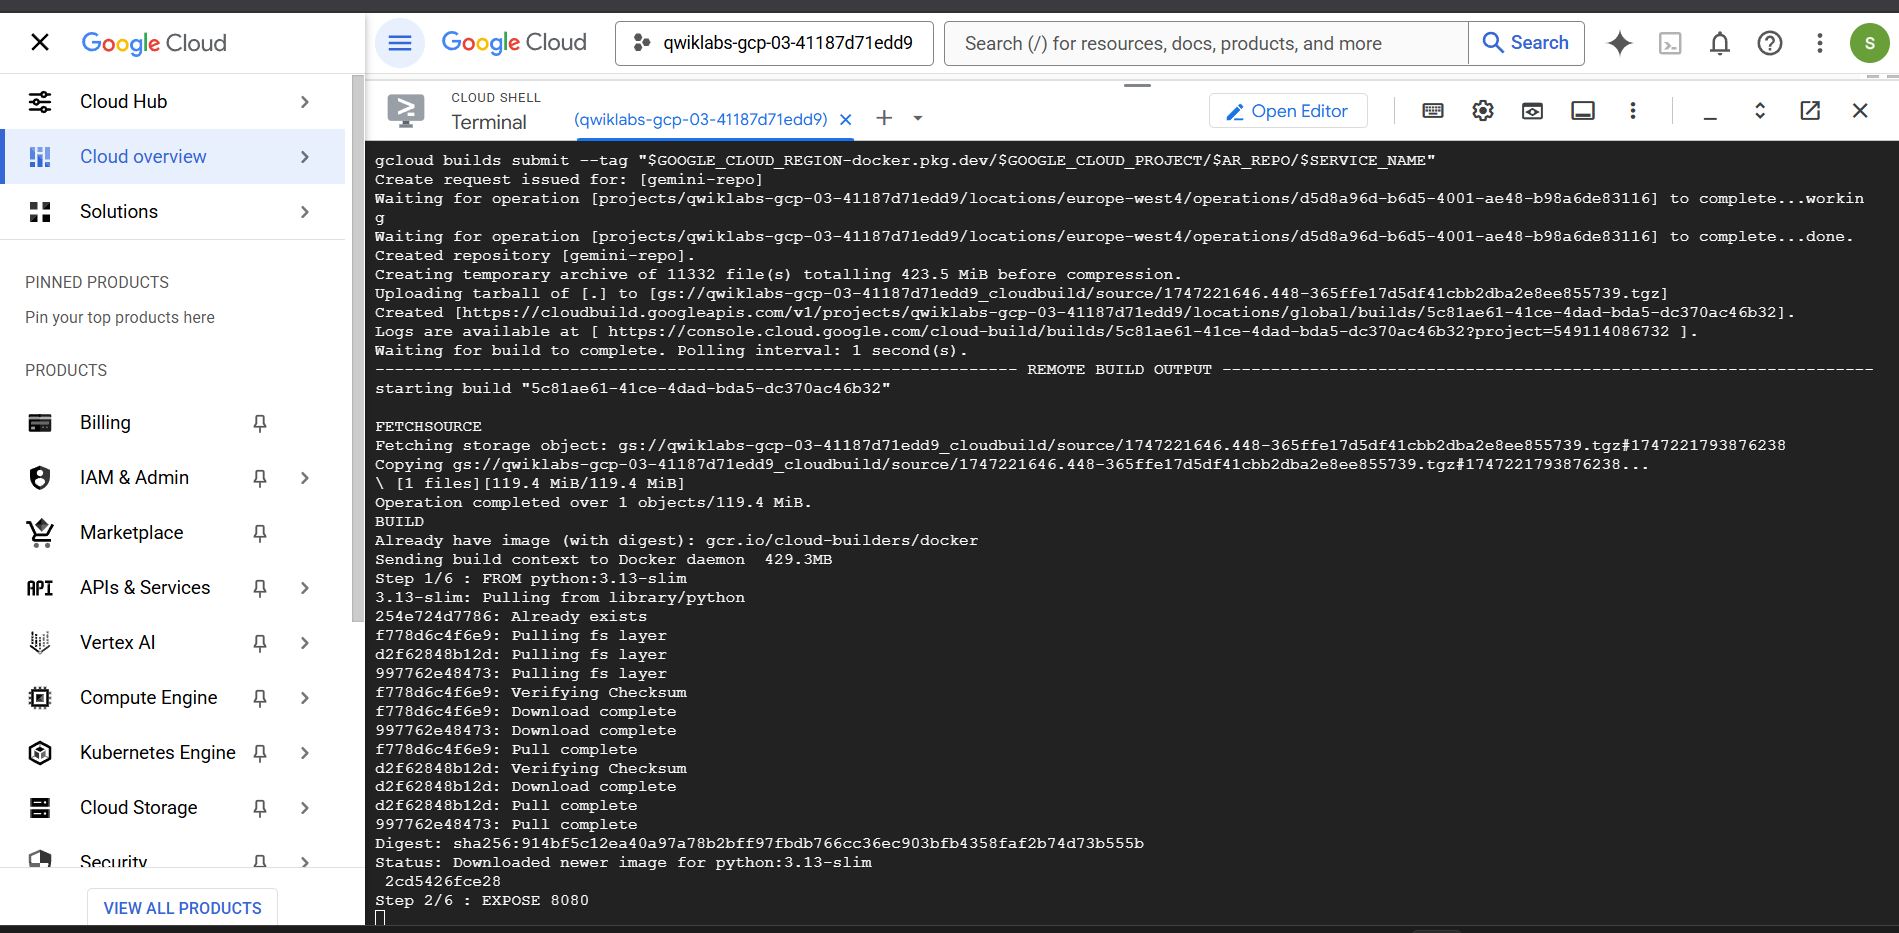 Google Cloud
Cloud Hub
Cloud overview
Solutions
PINNED PRODUCTS
Pin your top products here
PRODUCTS
Billing
IAM & Admin
Marketplace
API APIs & Services
Vertex AI
Compute Engine
Kubernetes Engine
Cloud Storage
Security
VIEW ALL PRODUCTS
Google Cloud
qwiklabs-gcp-03-41187d71edd9
Search (/) for resources, docs, products, and more
Search
S
CLOUD SHELL
Terminal
(qwiklabs-gcp-03-41187d71edd9)
Open Editor
gcloud builds submit --tag "$GOOGLE_CLOUD_REGION-docker.pkg.dev/$GOOGLE_CLOUD_PROJECT/$AR_REPO/$SERVICE_NAME"
Create request issued for: [gemini-repo]
Waiting for operation [projects/qwiklabs-gcp-03-41187d71edd9/locations/europe-west4/operations/d5d8a96d-b6d5-4001-ae48-b98a6de83116] to complete...workin
g
Waiting for operation [projects/qwiklabs-gcp-03-41187d71edd9/locations/europe-west4/operations/d5d8a96d-b6d5-4001-ae48-b98a6de83116] to complete...done.
Created repository [gemini-repo].
Creating temporary archive of 11332 file(s) totalling 423.5 MiB before compression.
Uploading tarball of [.] to [gs://qwiklabs-gcp-03-41187d71edd9_cloudbuild/source/1747221646.448-365ffe17d5df41cbb2dba2e8ee855739.tgz]
Created [https://cloudbuild.googleapis.com/v1/projects/qwiklabs-gcp-03-41187d71edd9/locations/global/builds/5c81ae61-41ce-4dad-bda5-dc370ac46b32].
Logs are available at [ https://console.cloud.google.com/cloud-build/builds/5c81ae61-41ce-4dad-bda5-dc370ac46b32?project=549114086732 ].
Waiting for build to complete. Polling interval: 1 second(s).
------------------------------------------------------------------ REMOTE BUILD OUTPUT -------------------------------------------------------------------
starting build "5c81ae61-41ce-4dad-bda5-dc370ac46b32"
FETCHSOURCE
Fetching storage object: gs://qwiklabs-gcp-03-41187d71edd9_cloudbuild/source/1747221646.448-365ffe17d5df41cbb2dba2e8ee855739.tgz#1747221793876238
Copying gs://qwiklabs-gcp-03-41187d71edd9_cloudbuild/source/1747221646.448-365ffe17d5df41cbb2dba2e8ee855739.tgz#1747221793876238...
\ [1 files][119.4 MiB/119.4 MiB]
Operation completed over 1 objects/119.4 MiB.
BUILD
Already have image (with digest): gcr.io/cloud-builders/docker
Sending build context to Docker daemon  429.3MB
Step 1/6 : FROM python:3.13-slim
3.13-slim: Pulling from library/python
254e724d7786: Already exists
f778d6c4f6e9: Pulling fs layer
d2f62848b12d: Pulling fs layer
997762e48473: Pulling fs layer
f778d6c4f6e9: Verifying Checksum
f778d6c4f6e9: Download complete
997762e48473: Download complete
f778d6c4f6e9: Pull complete
d2f62848b12d: Verifying Checksum
d2f62848b12d: Download complete
d2f62848b12d: Pull complete
997762e48473: Pull complete
Digest: sha256:914bf5c12ea40a97a78b2bff97fbdb766cc36ec903bfb4358faf2b74d73b555b
Status: Downloaded newer image for python:3.13-slim
2cd5426fce28
Step 2/6 : EXPOSE 8080